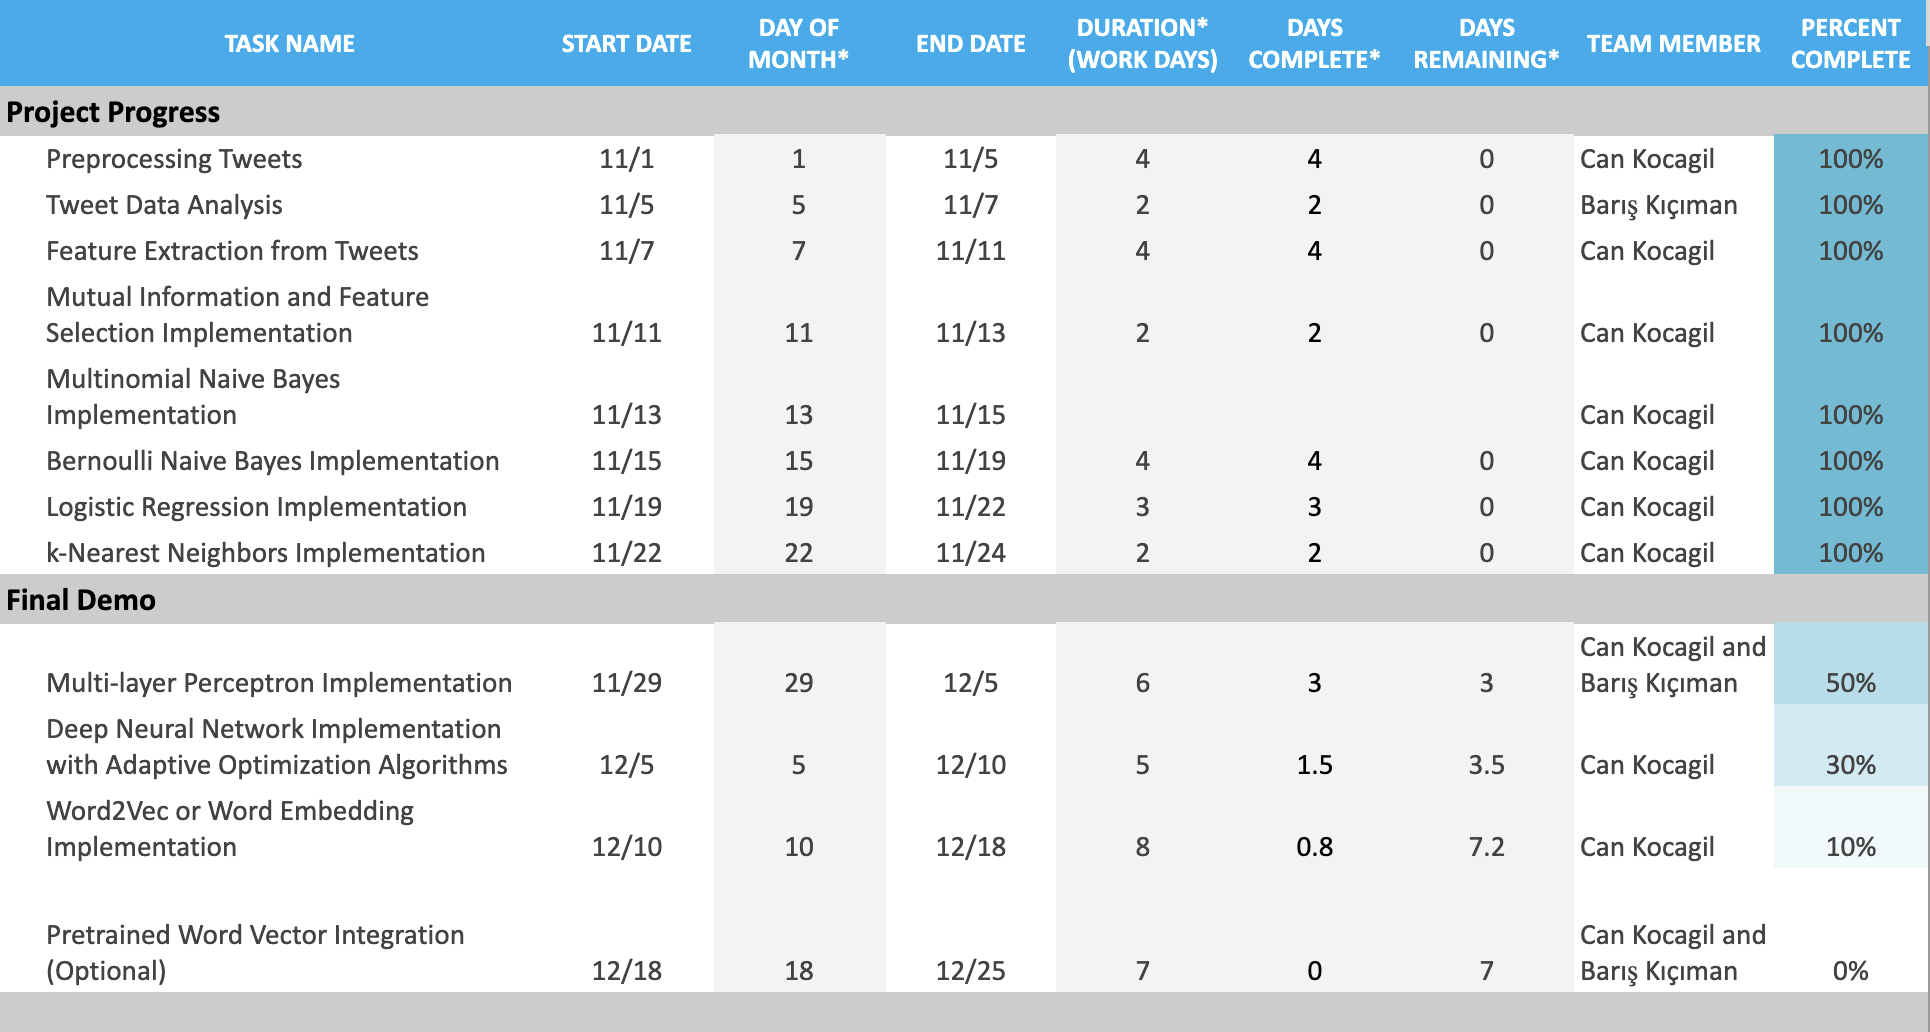 TASK NAME START DATE DAY OF MONTH* END DATE DURATION* (WORK DAYS) DAYS COMPLETE* DAYS REMAINING* TEAM MEMBER PERCENT COMPLETE
Project Progress
Preprocessing Tweets 11/1 1 11/5 4 4 0 Can Kocagil 100%
Tweet Data Analysis 11/5 5 11/7 2 2 0 Barış Kıçıman 100%
Feature Extraction from Tweets 11/7 7 11/11 4 4 0 Can Kocagil 100%
Mutual Information and Feature
Selection Implementation 11/11 11 11/13 2 2 0 Can Kocagil 100%
Multinomial Naive Bayes
Implementation 11/13 13 11/15 Can Kocagil 100%
Bernoulli Naive Bayes Implementation 11/15 15 11/19 4 4 0 Can Kocagil 100%
Logistic Regression Implementation 11/19 19 11/22 3 3 0 Can Kocagil 100%
k-Nearest Neighbors Implementation 11/22 22 11/24 2 2 0 Can Kocagil 100%
Final Demo
Can Kocagil and
Multi-layer Perceptron Implementation 11/29 29 12/5 6 3 3 Barış Kıçıman 50%
Deep Neural Network Implementation
with Adaptive Optimization Algorithms 12/5 5 12/10 5 1.5 3.5 Can Kocagil 30%
Word2Vec or Word Embedding
Implementation 12/10 10 12/18 8 0.8 7.2 Can Kocagil 10%
Pretrained Word Vector Integration Can Kocagil and
(Optional) 12/18 18 12/25 7 0 7 Barış Kıçıman 0%